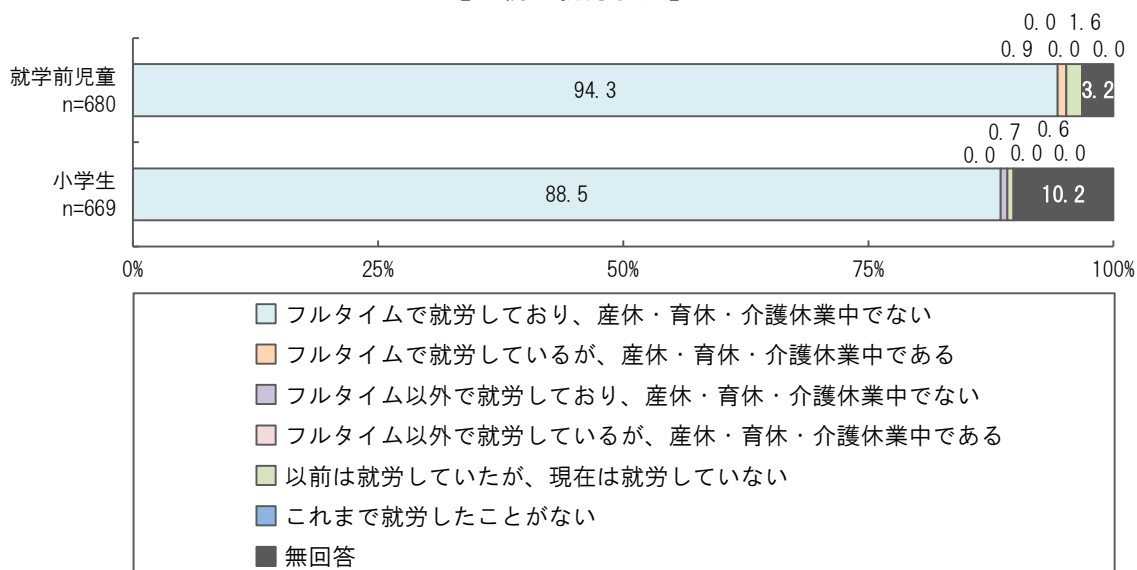 0.0 1.6
0.9 0.0 0.0
就学前児童
n=680
94.3
3.2
0.7 0.6
0.0 0.0 0.0
小学生
n=669
88.5
10.2
0% 25% 50% 75% 100%
フルタイムで就労しており、産休・育休・介護休業中でない
フルタイムで就労しているが、産休・育休・介護休業中である
フルタイム以外で就労しており、産休・育休・介護休業中でない
フルタイム以外で就労しているが、産休・育休・介護休業中である
以前は就労していたが、現在は就労していない
これまで就労したことがない
無回答